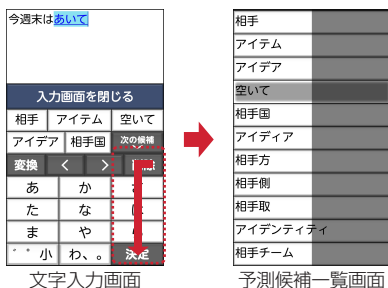 今週末はあいて
入力画面を閉じる
相手 アイテム 空いて
アイデア 相手国 次の候補
変換 < >
あ か
た な
ま や
゛゜小 わ、。 決定
文字入力画面
相手
アイテム
アイデア
空いて
相手国
アイディア
相手方
相手側
相手取
アイデンティティ
相手チーム
予測候補一覧画面